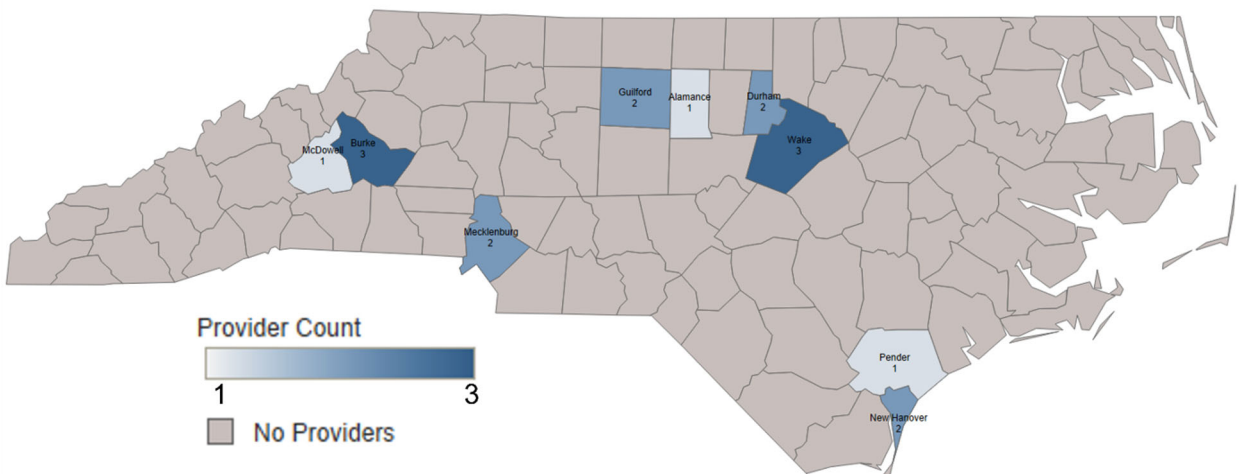 Guilford
2
Alamance
1
Durham
2
Wake
3
McDowell
1
Burke
3
Mecklenburg
2
Pender
1
New Hanover
2
Provider Count
1 3
No Providers